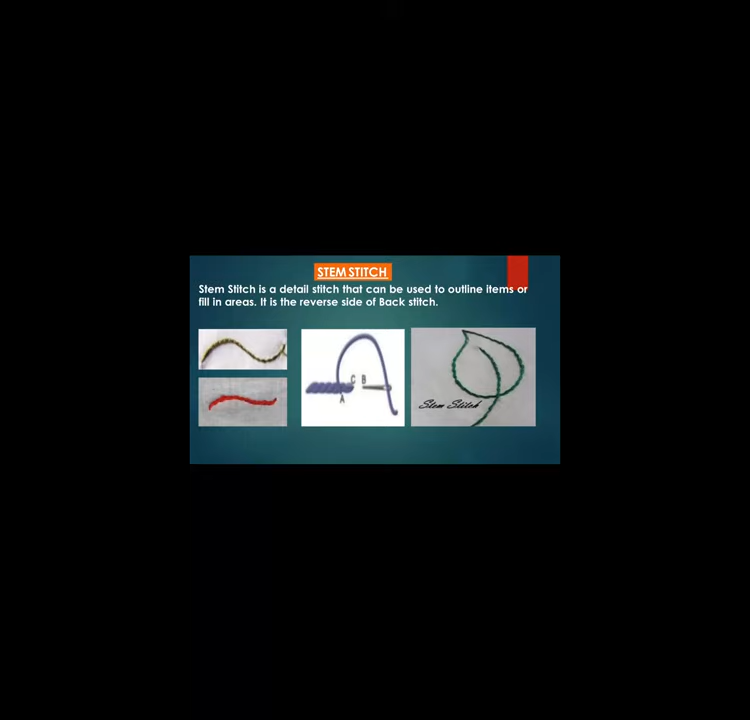 STEM STITCH
Stem Stitch is a detail stitch that can be used to outline items or
fill in areas. It is the reverse side of Back stitch.
C B
A
Stem Stitch